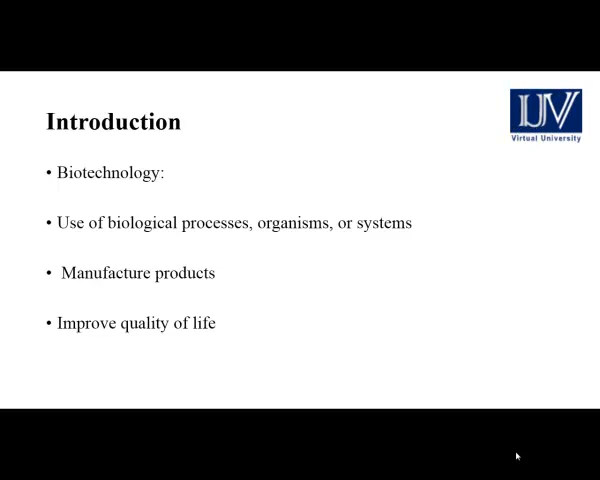 Introduction
UV
Virtual University
• Biotechnology:
• Use of biological processes, organisms, or systems
• Manufacture products
• Improve quality of life